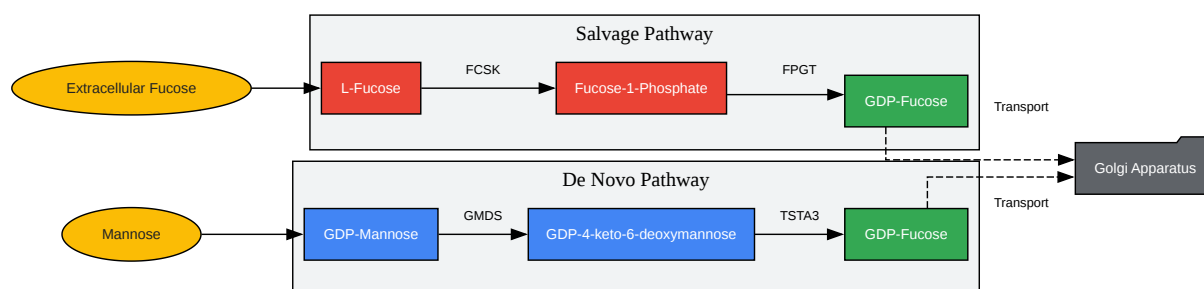 Salvage Pathway
Extracellular Fucose
L-Fucose
FCSK
Fucose-1-Phosphate
FPGT
GDP-Fucose
Transport
Golgi Apparatus
De Novo Pathway
Mannose
GDP-Mannose
GMDS
GDP-4-keto-6-deoxymannose
TSTA3
GDP-Fucose
Transport